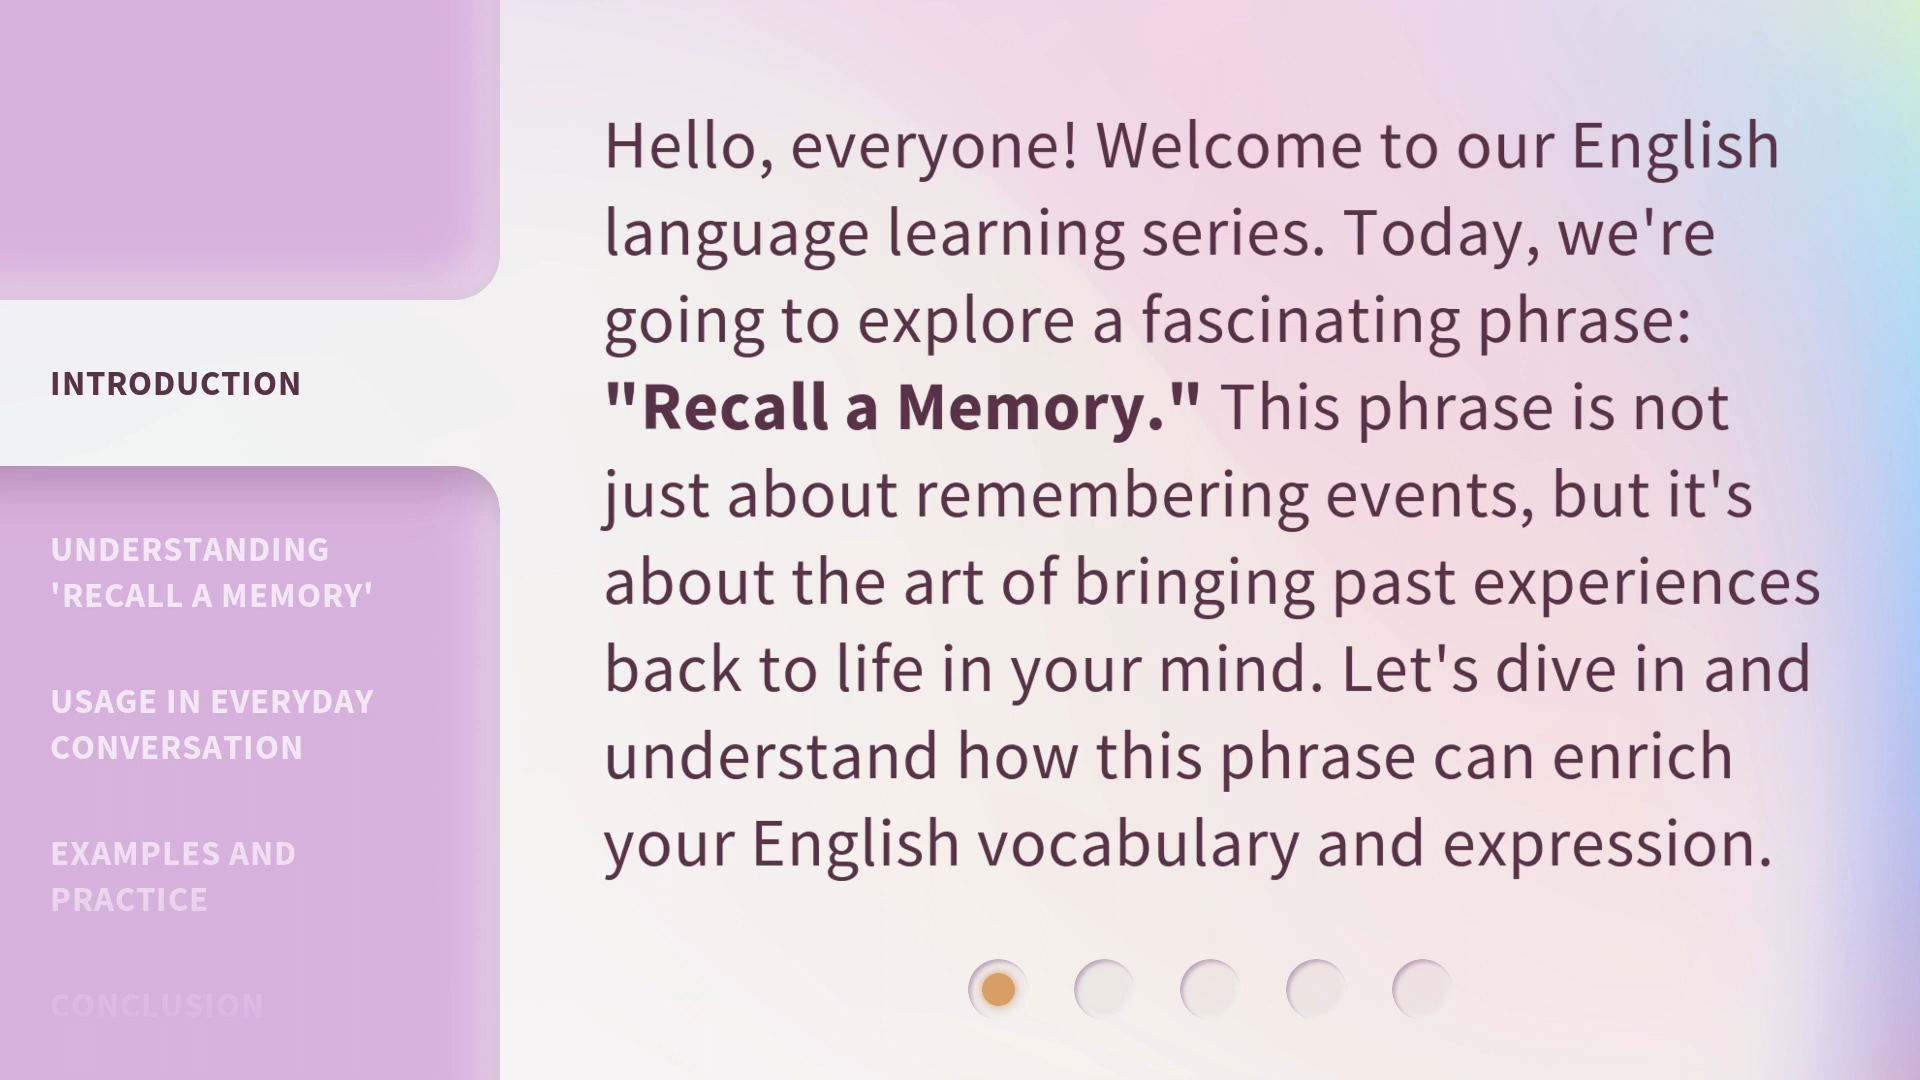 INTRODUCTION
UNDERSTANDING
'RECALL A MEMORY'
USAGE IN EVERYDAY
CONVERSATION
EXAMPLES AND
PRACTICE
CONCLUSION
Hello, everyone! Welcome to our English
language learning series. Today, we're
going to explore a fascinating phrase:
"Recall a Memory." This phrase is not
just about remembering events, but it's
about the art of bringing past experiences
back to life in your mind. Let's dive in and
understand how this phrase can enrich
your English vocabulary and expression.